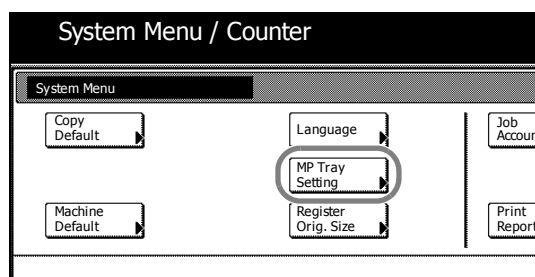 System Menu / Counter
System Menu
Copy
Default
Language
Job
MP Tray
Setting
Machine
Default
Register
Orig. Size
Print